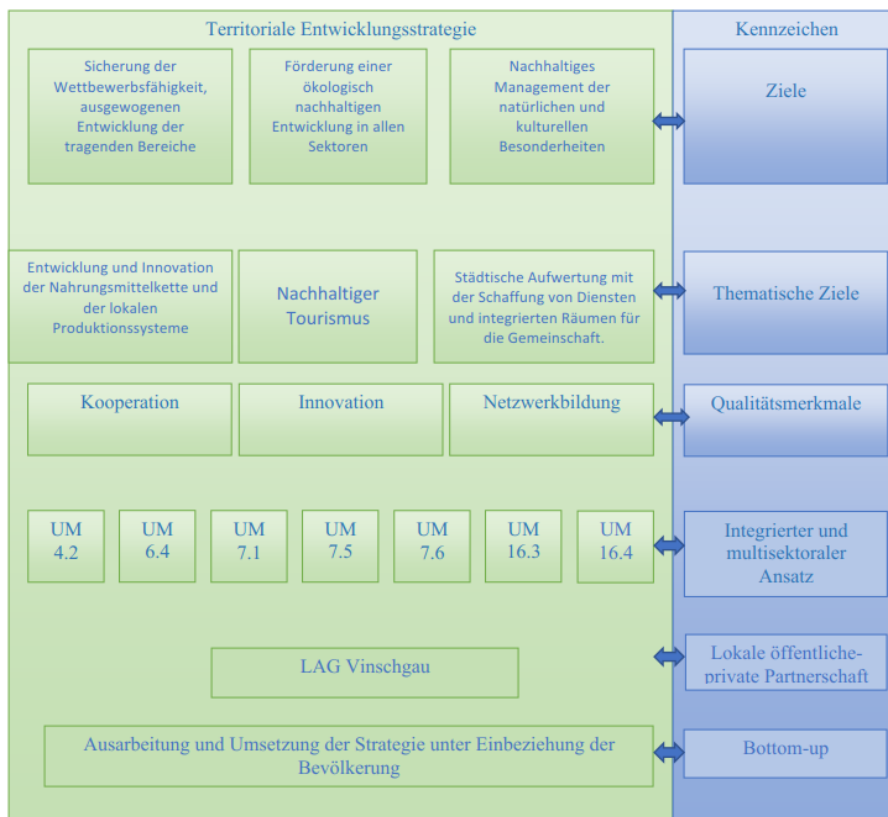 Territoriale Entwicklungsstrategie
Kennzeichen
Sicherung der
Wettbewerbsfähigkeit,
ausgewogenen
Entwicklung der
tragenden Bereiche
Förderung einer
ökologisch
nachhaltigen
Entwicklung in allen
Sektoren
Nachhaltiges
Management der
natürlichen und
kulturellen
Besonderheiten
Ziele
Entwicklung und Innovation
der Nahrungsmittelkette und
der lokalen
Produktionssysteme
Nachhaltiger
Tourismus
Städtische Aufwertung mit
der Schaffung von Diensten
und integrierten Räumen für
die Gemeinschaft.
Thematische Ziele
Kooperation
Innovation
Netzwerkbildung
Qualitätsmerkmale
UM
4.2
UM
6.4
UM
7.1
UM
7.5
UM
7.6
UM
16.3
UM
16.4
Integrierter und
multisektoraler
Ansatz
LAG Vinschgau
Lokale öffentliche-
private Partnerschaft
Ausarbeitung und Umsetzung der Strategie unter Einbeziehung der
Bevölkerung
Bottom-up